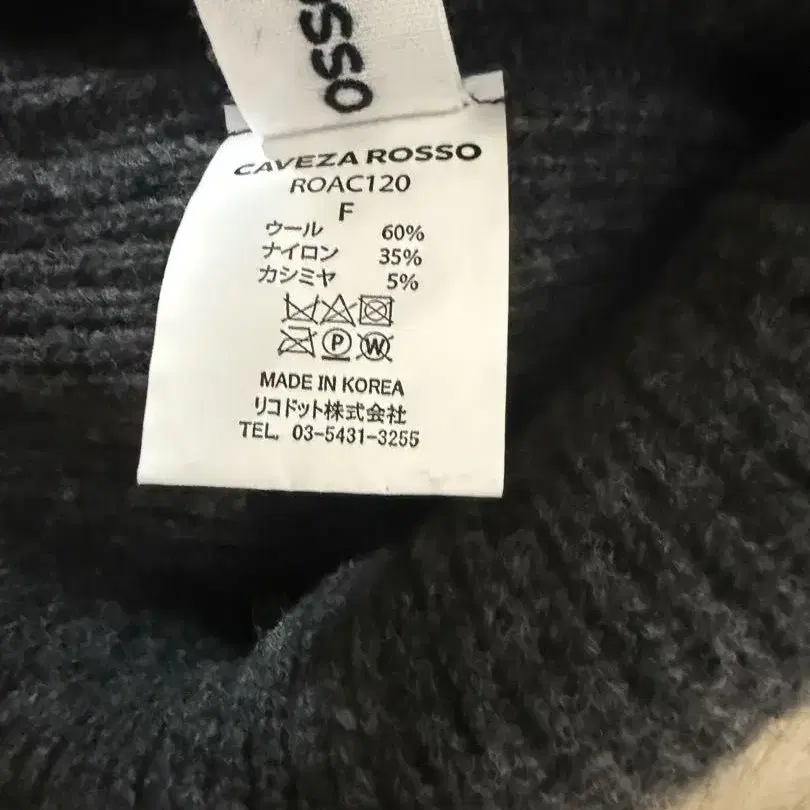 OSSO
CAVEZA ROSSO
ROAC120
F
ウール 60%
ナイロン 35%
カシミヤ 5%
P W
MADE IN KOREA
リコドット株式会社
TEL. 03-5431-3255